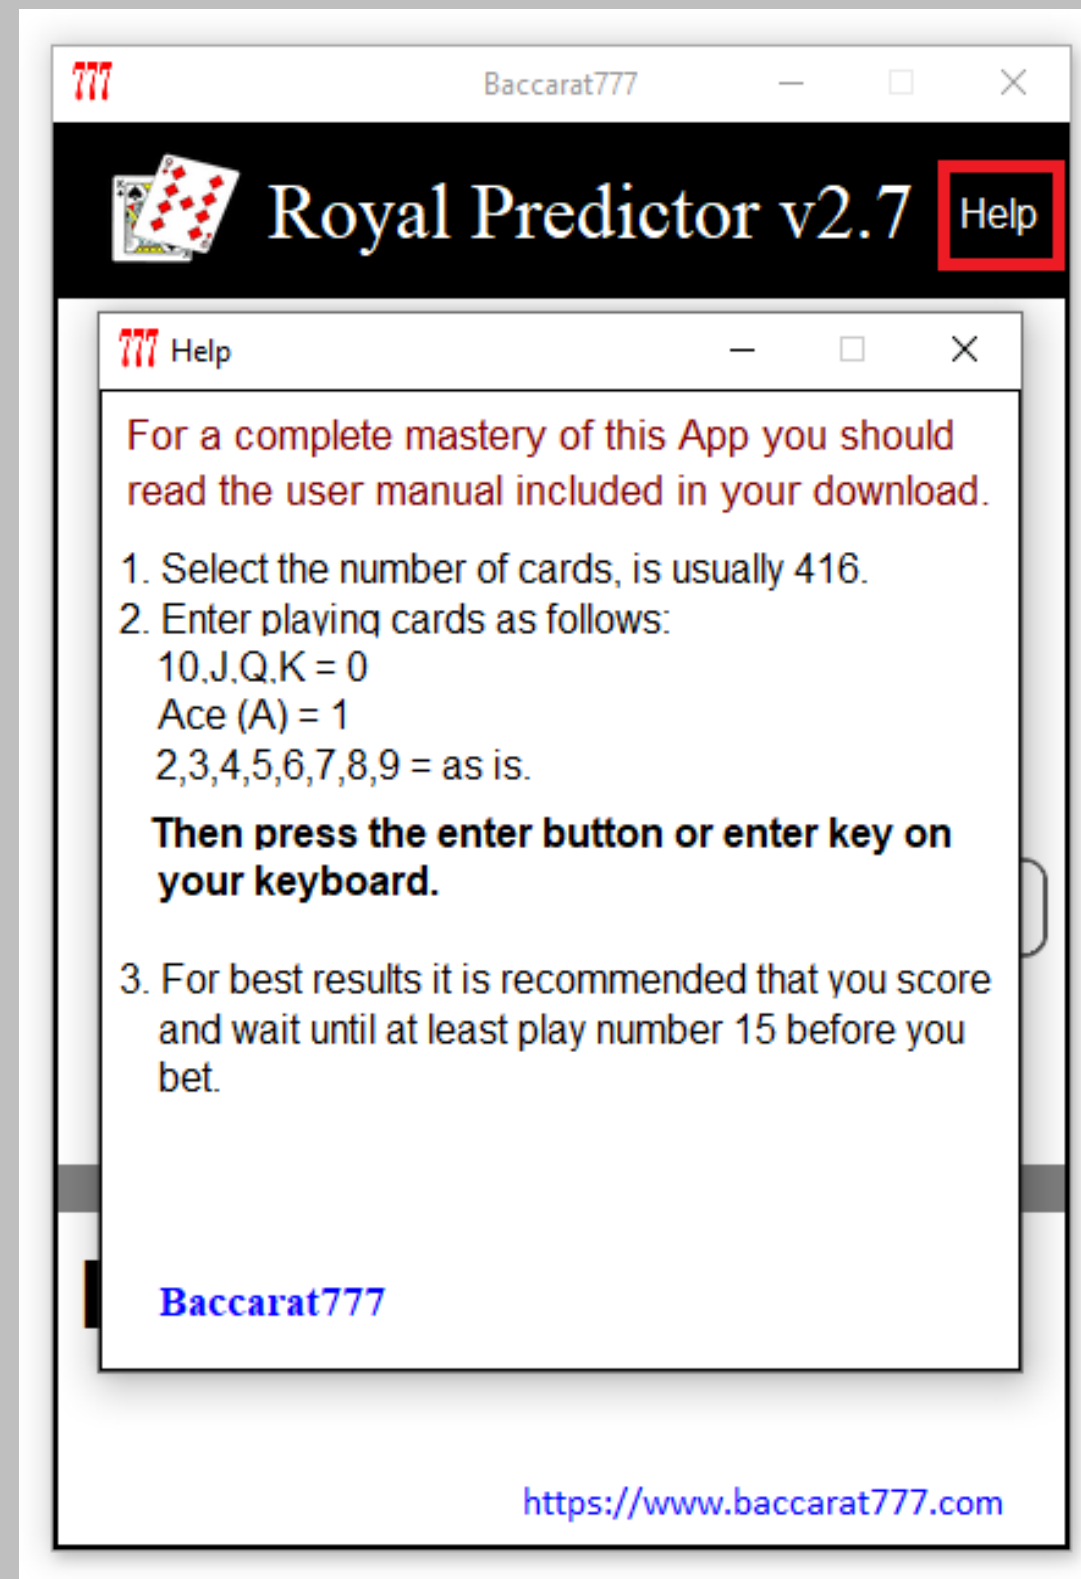 777 Baccarat777
Royal Predictor v2.7 Help
777 Help
For a complete mastery of this App you should
read the user manual included in your download.
1. Select the number of cards, is usually 416.
2. Enter playing cards as follows:
10,J,Q,K = 0
Ace (A) = 1
2,3,4,5,6,7,8,9 = as is.
Then press the enter button or enter key on
your keyboard.
3. For best results it is recommended that you score
and wait until at least play number 15 before you
bet.
Baccarat777
https://www.baccarat777.com